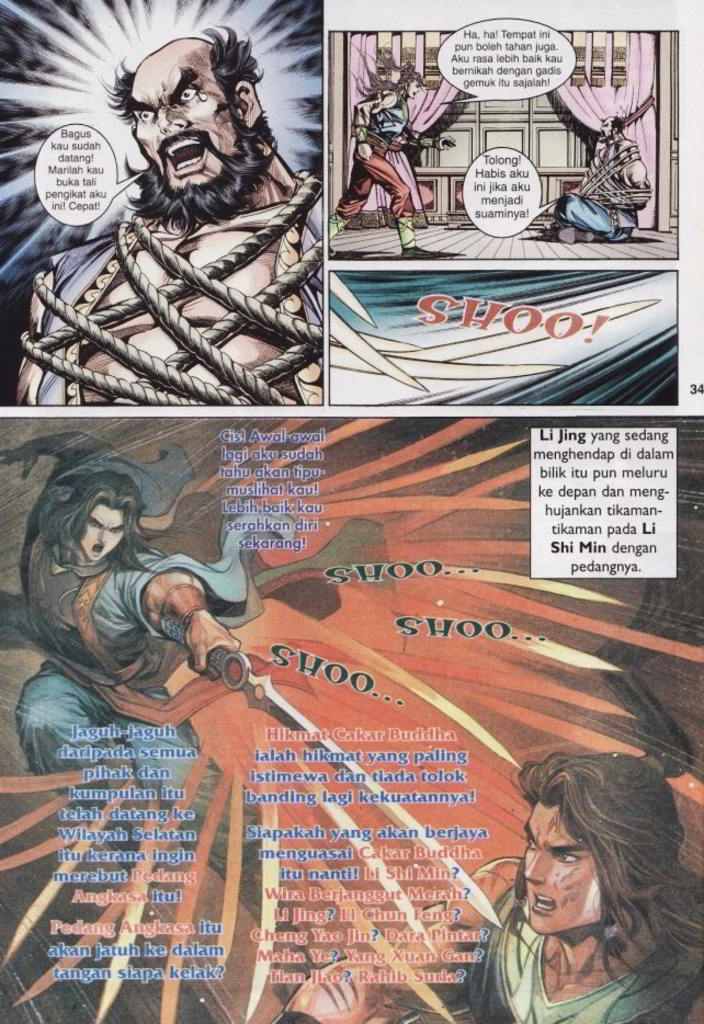 Bagus
kau sudah
datang!
Marilah kau
buka tali
pengikat aku
ini! Cepat!
Ha, ha! Tempat ini
pun boleh tahan juga.
Aku rasa lebih baik kau
bernikah dengan gadis
gemuk itu sajalah!
Tolong!
Habis aku
ini jika aku
menjadi
suaminya!
SHOO!
34
Cis! Awal-awal
lagi aku sudah
tahu akan tipu-
muslihat kau!
Lebih baik kau
serahkan diri
sekarang!
Li Jing yang sedang
menghendap di dalam
bilik itu pun meluru
ke depan dan meng-
hujankan tikaman-
tikaman pada Li
Shi Min dengan
pedangnya.
SHOO...
SHOO...
SHOO...
Jaguh-jaguh
daripada semua
pihak dan
kumpulan itu
telah datang ke
Wilayah Selatan
itu kerana ingin
merebut Pedang
Angkasa itu!
Pedang Angkasa itu
akan jatuh ke dalam
tangan siapa kelak?
Hikmat Cakar Buddha
ialah hikmat yang paling
istimewa dan tiada tolok
banding lagi kekuatannya!
Siapakah yang akan berjaya
menguasai Cakar Buddha
itu nanti! Li Shi Min?
Wira Berjanggut Merah?
Li Jing? Li Chun Feng?
Cheng Yao Jin? Dara Pintar?
Maha Ye? Yang Xuan Gan?
Tian Jiao? Rahib Suria?